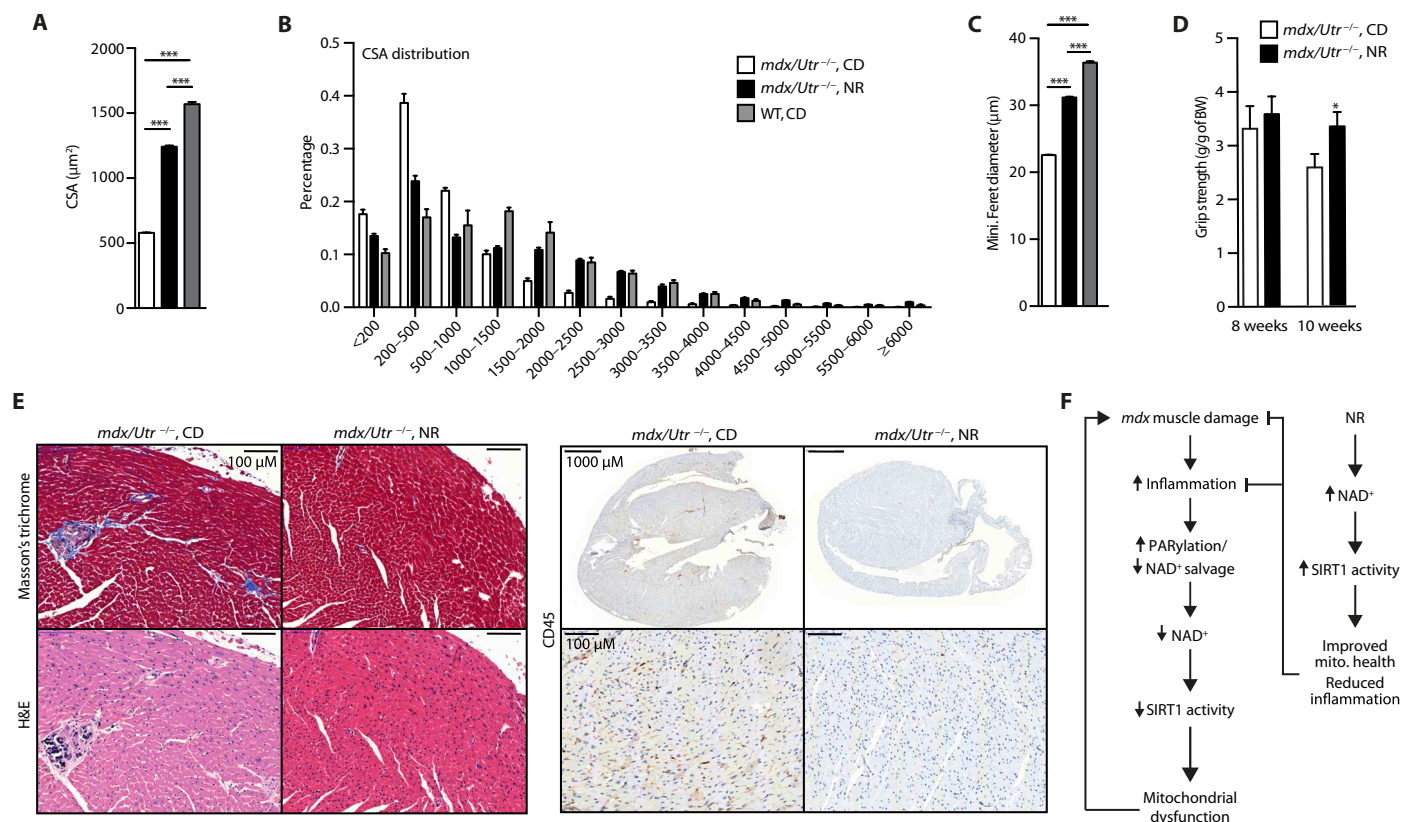 A
2000
1500
1000
500
0
CSA (μm²)
***
***
***
B
CSA distribution
0.5
0.4
0.3
0.2
0.1
0.0
Percentage
mdx/Utr⁻/⁻, CD
mdx/Utr⁻/⁻, NR
WT, CD
<200
200–500
500–1000
1000–1500
1500–2000
2000–2500
2500–3000
3000–3500
3500–4000
4000–4500
4500–5000
5000–5500
5500–6000
≥6000
C
40
30
20
10
0
Mini. Feret diameter (μm)
***
***
***
D
mdx/Utr⁻/⁻, CD
mdx/Utr⁻/⁻, NR
5
4
3
2
1
0
Grip strength (g/g of BW)
*
8 weeks
10 weeks
E
mdx/Utr ⁻/⁻, CD
mdx/Utr ⁻/⁻, NR
100 μM
Masson's trichrome
H&E
mdx/Utr ⁻/⁻, CD
mdx/Utr ⁻/⁻, NR
1000 μM
CD45
100 μM
F
mdx muscle damage
↑ Inflammation
↑ PARylation/
↓ NAD⁺ salvage
↓ NAD⁺
↓ SIRT1 activity
Mitochondrial
dysfunction
NR
↑ NAD⁺
↑ SIRT1 activity
Improved
mito. health
Reduced
inflammation